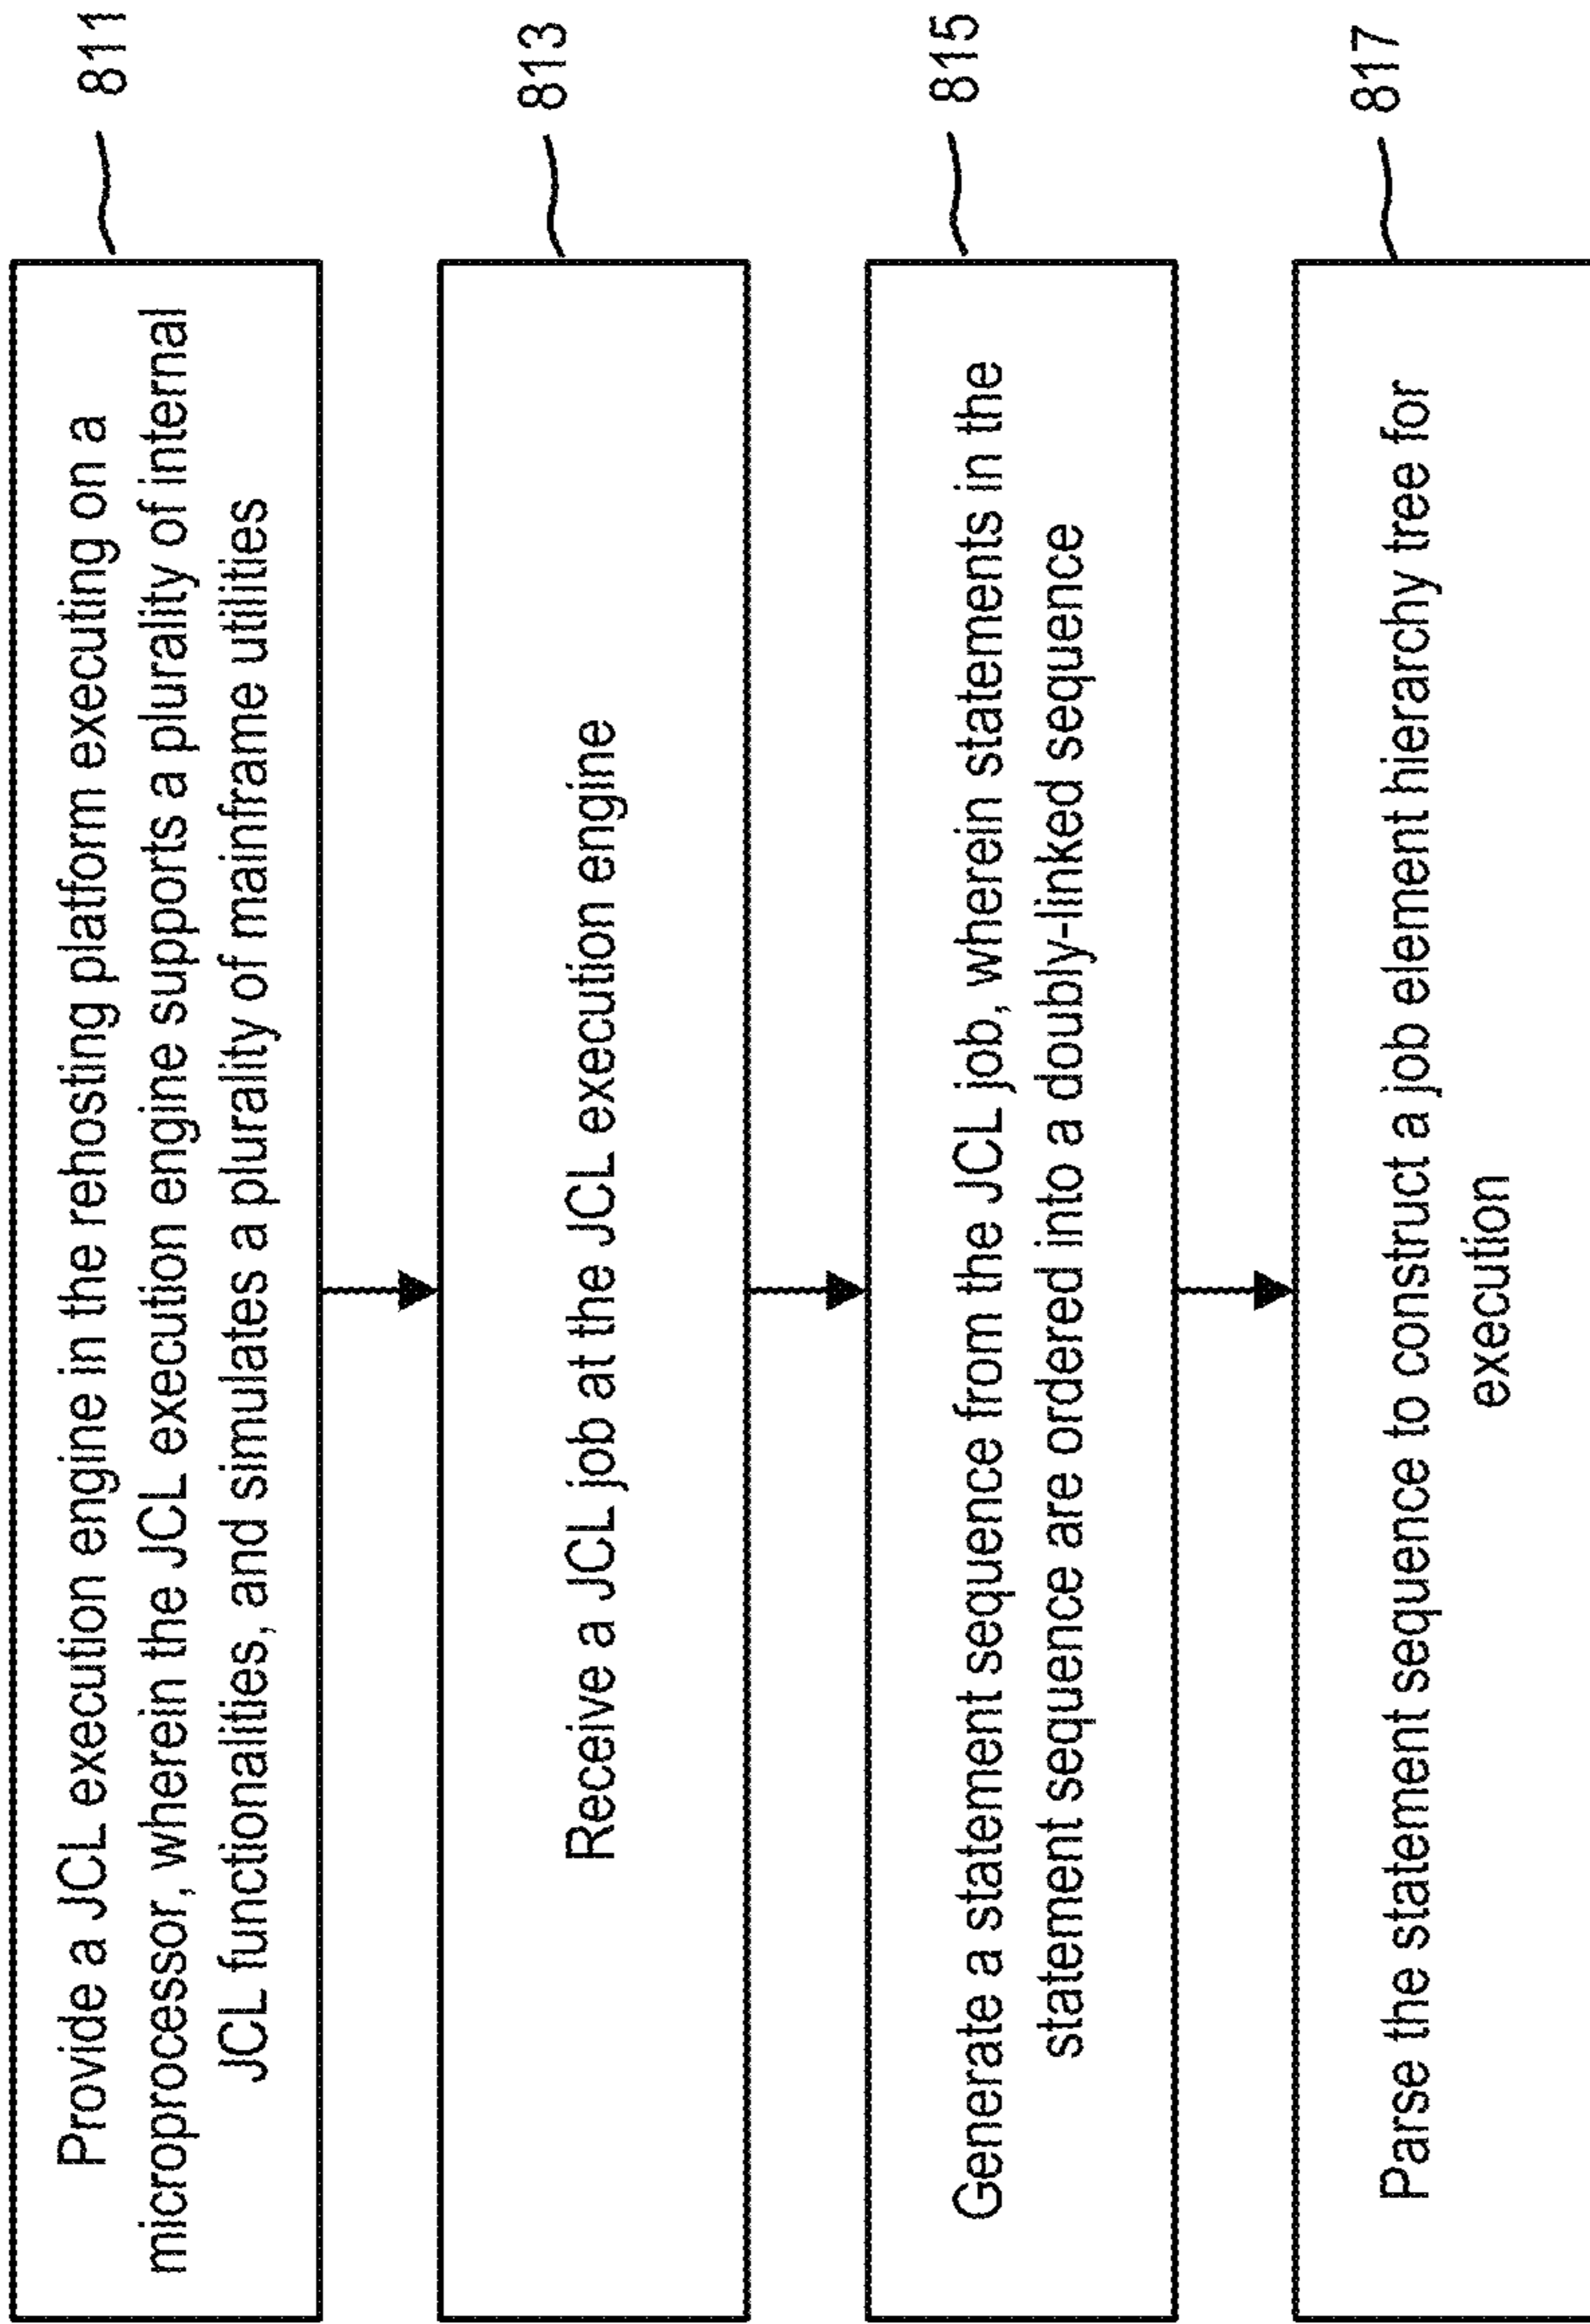 Provide a JCL execution engine in the rehosting platform executing on a
microprocessor, wherein the JCL execution engine supports a plurality of internal
JCL functionalities, and simulates a plurality of mainframe utilities
811
Receive a JCL job at the JCL execution engine
813
Generate a statement sequence from the JCL job, wherein statements in the
statement sequence are ordered into a doubly-linked sequence
815
Parse the statement sequence to construct a job element hierarchy tree for
execution
817